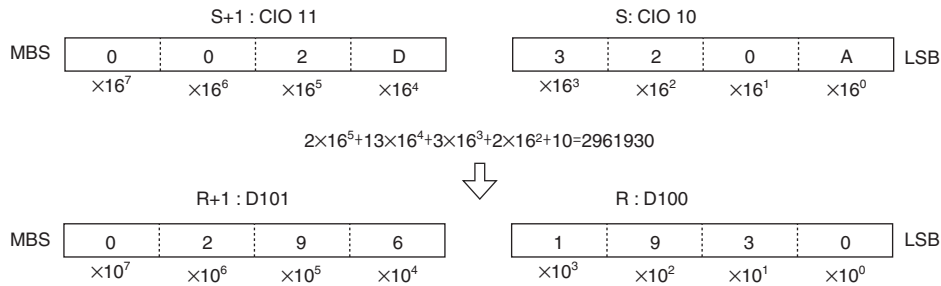 S+1 : CIO 11 S: CIO 10
MBS 0 0 2 D 3 2 0 A LSB
×16⁷ ×16⁶ ×16⁵ ×16⁴ ×16³ ×16² ×16¹ ×16⁰
2×16⁵+13×16⁴+3×16³+2×16²+10=2961930
R+1 : D101 R : D100
MBS 0 2 9 6 1 9 3 0 LSB
×10⁷ ×10⁶ ×10⁵ ×10⁴ ×10³ ×10² ×10¹ ×10⁰